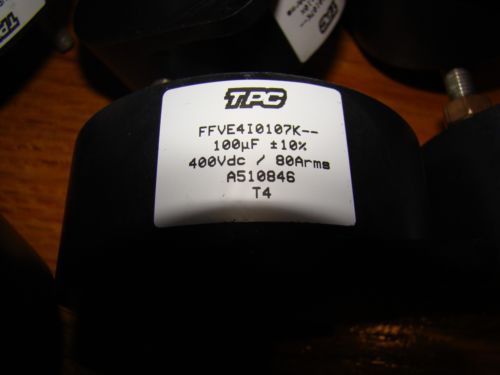 TPC
FFVE4I0107K--
100µF ±10%
400Vdc / 80Arms
A510846
T4